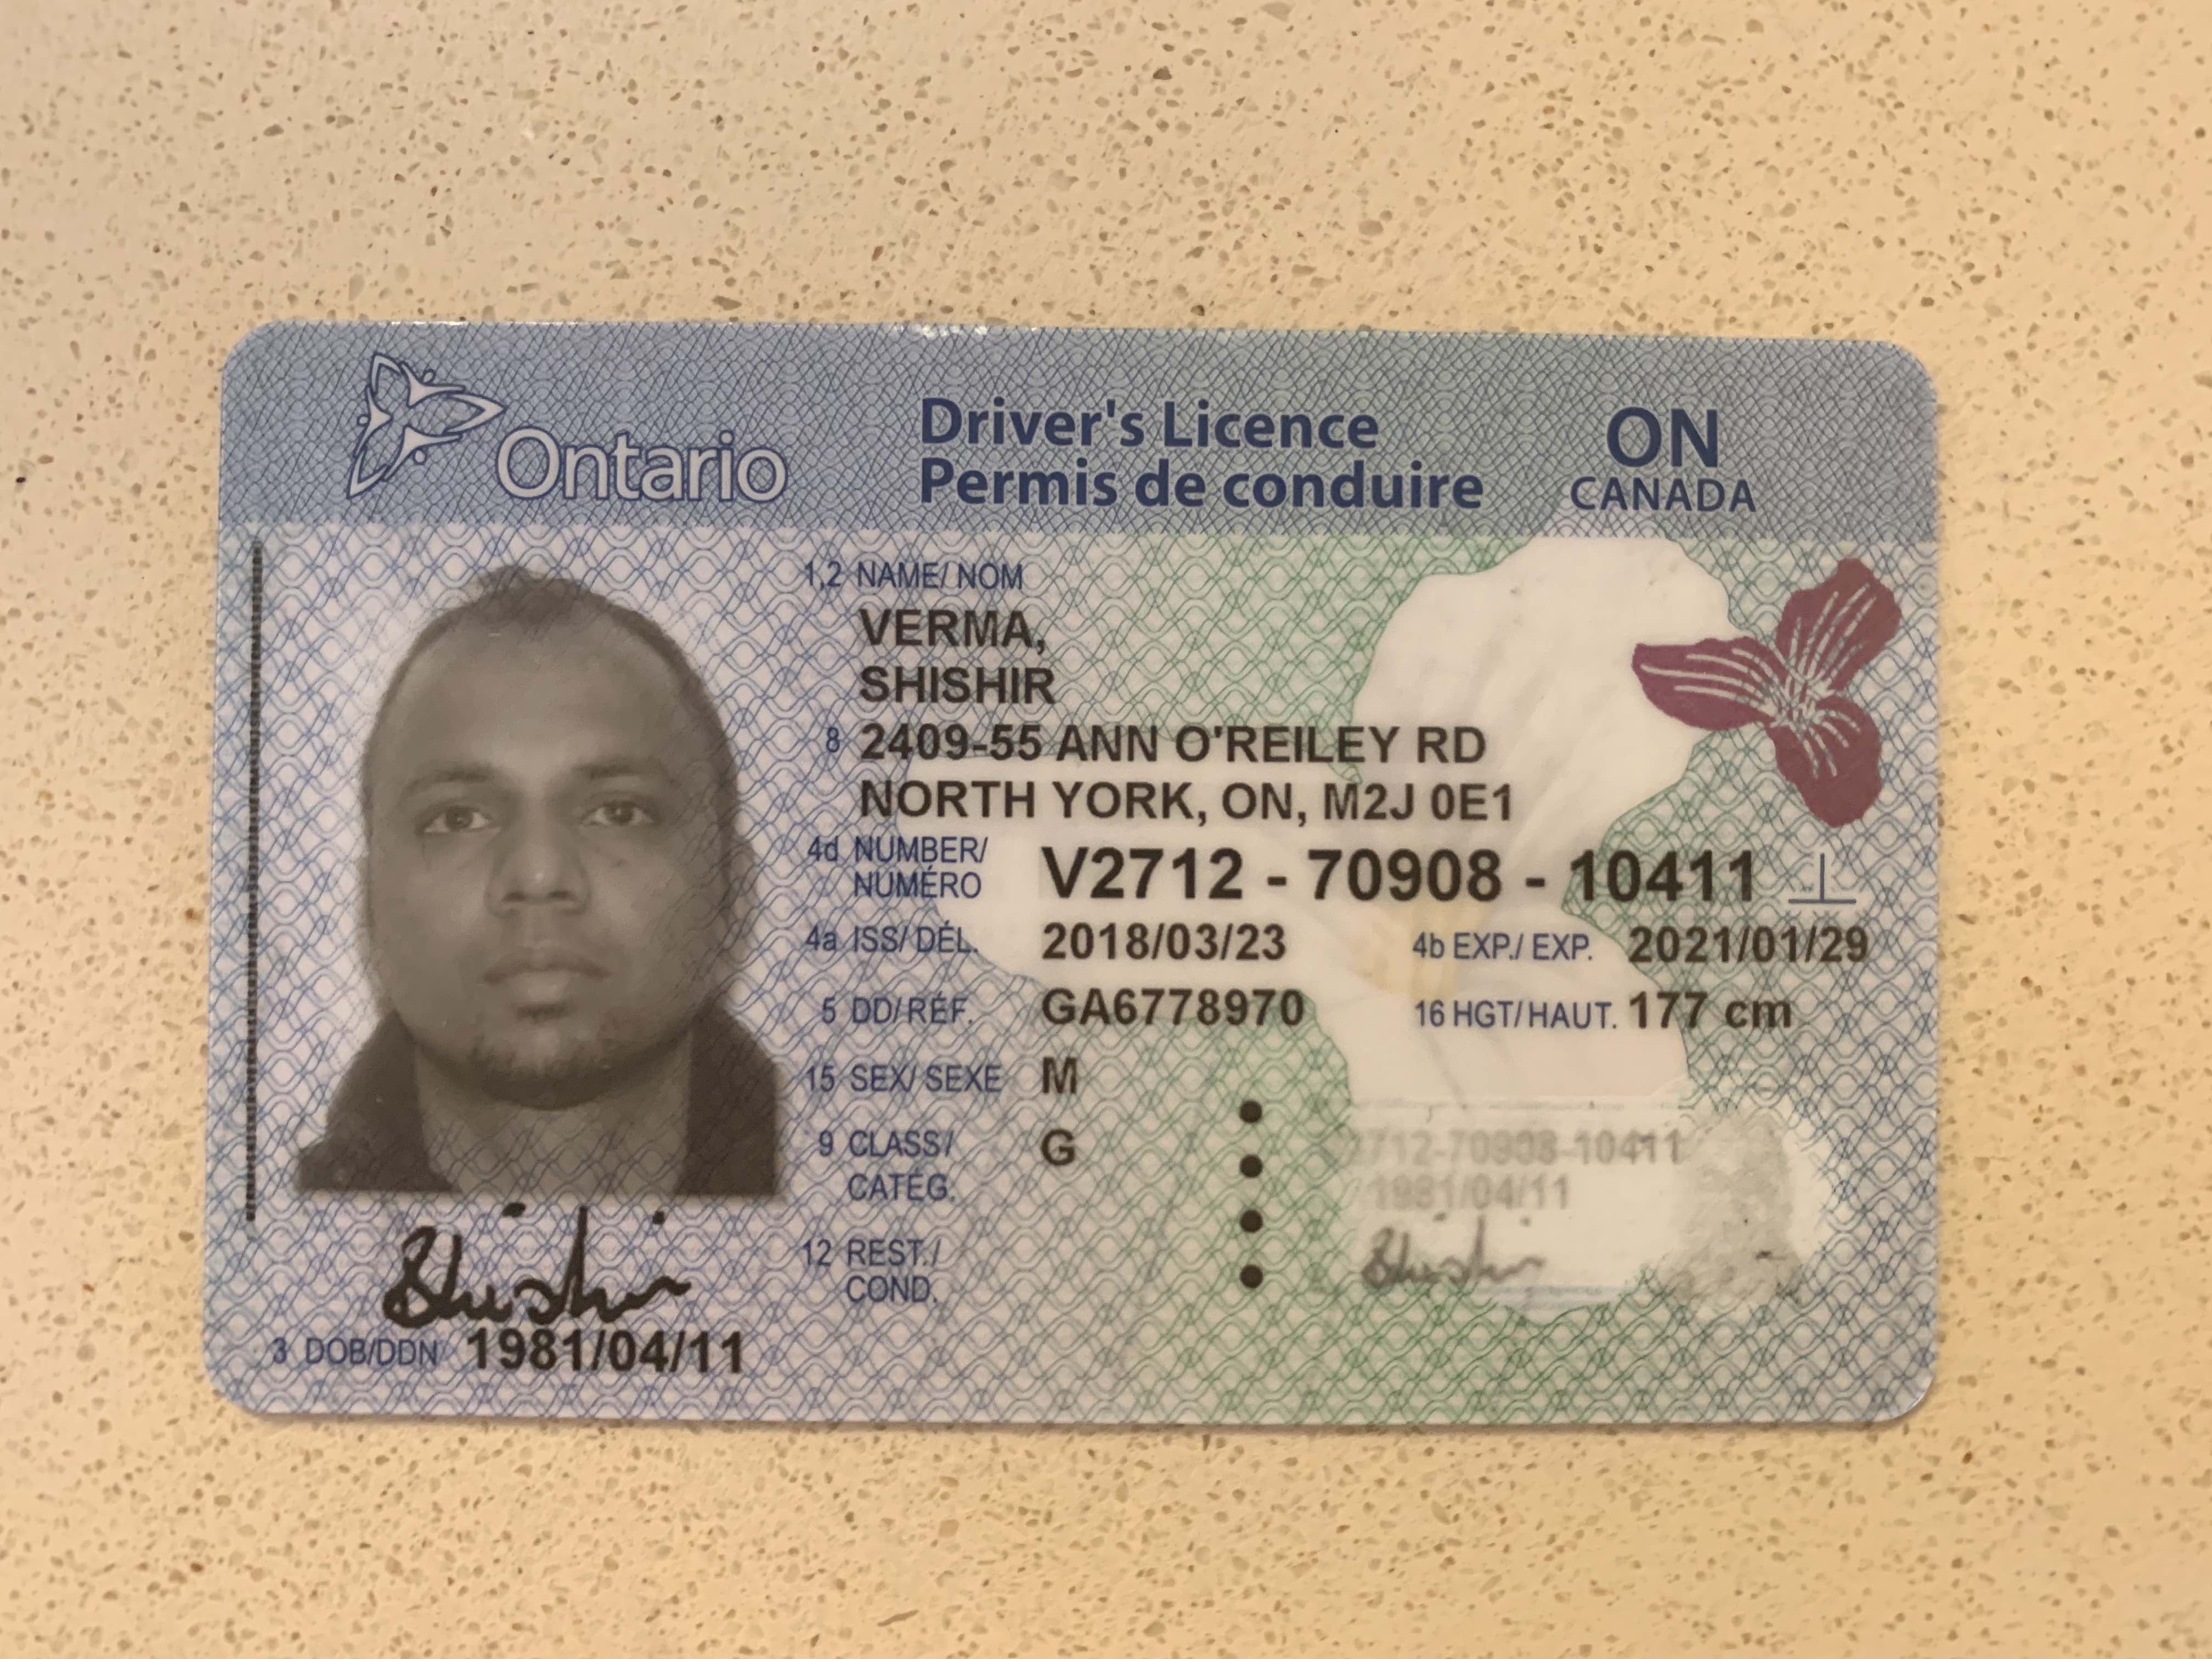 Ontario
Driver's Licence
Permis de conduire
ON
CANADA
1,2 NAME/ NOM
VERMA,
SHISHIR
8 2409-55 ANN O'REILEY RD
NORTH YORK, ON, M2J 0E1
4d NUMBER/
NUMÉRO V2712 - 70908 - 10411
4a ISS/ DÉL. 2018/03/23 4b EXP./ EXP. 2021/01/29
5 DD/RÉF. GA6778970 16 HGT/HAUT. 177 cm
15 SEX/ SEXE M
9 CLASS/ G
CATÉG.
12 REST./
COND.
712-70908-10411
1981/04/11
Shishir
Shishir
3 DOB/DDN 1981/04/11